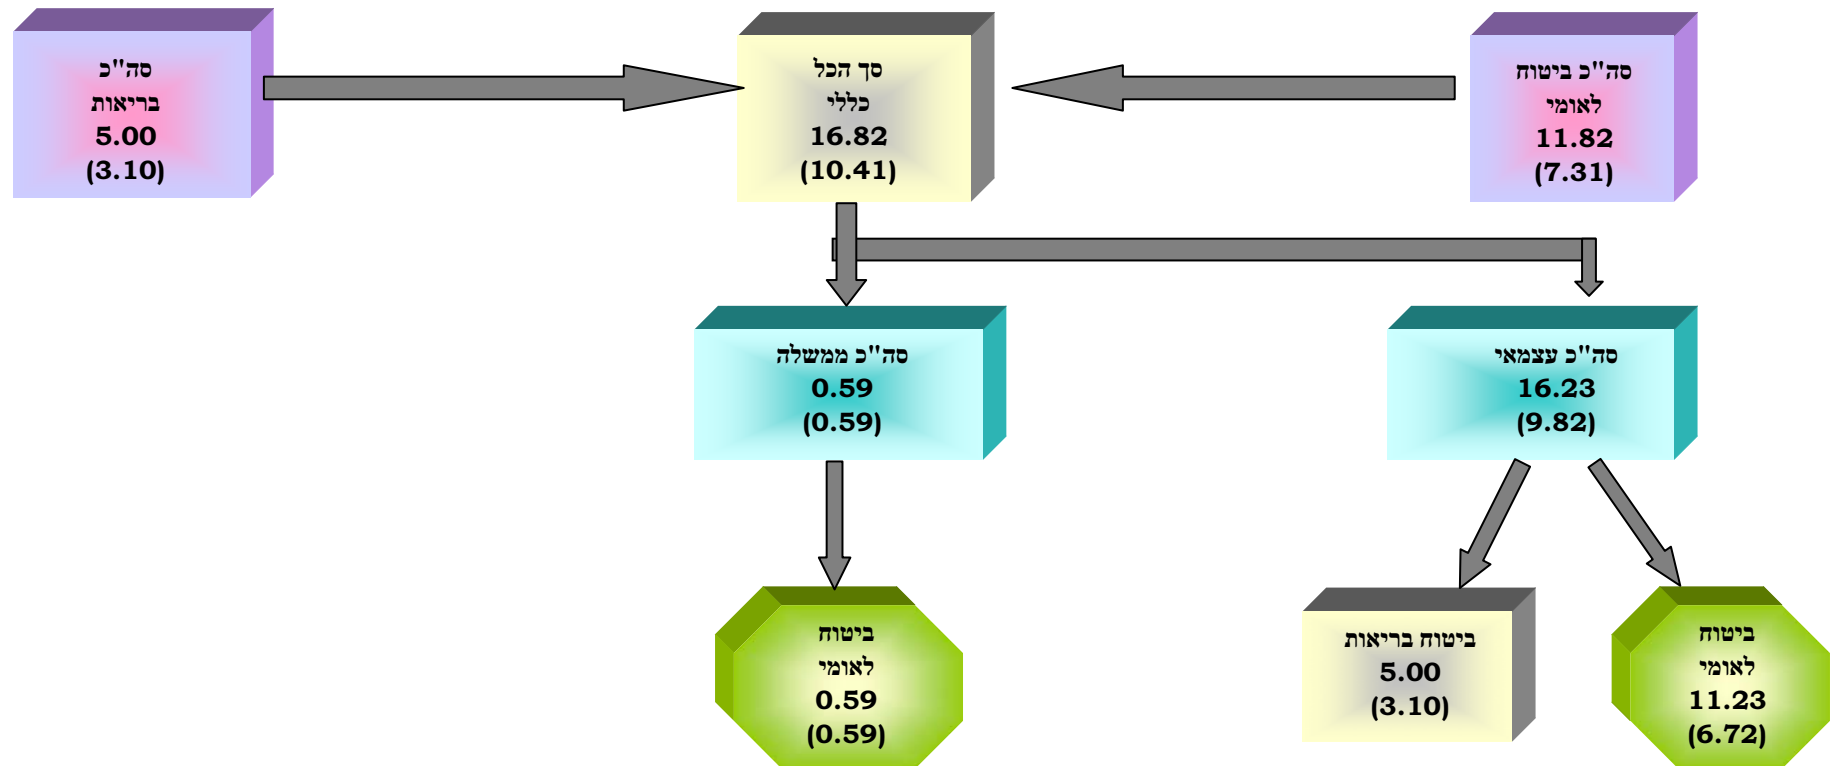 סה"כ ביטוח
לאומי
11.82
(7.31)
סך הכל
כללי
16.82
(10.41)
סה"כ
בריאות
5.00
(3.10)
סה"כ עצמאי
16.23
(9.82)
סה"כ ממשלה
0.59
(0.59)
ביטוח
לאומי
11.23
(6.72)
ביטוח בריאות
5.00
(3.10)
ביטוח
לאומי
0.59
(0.59)